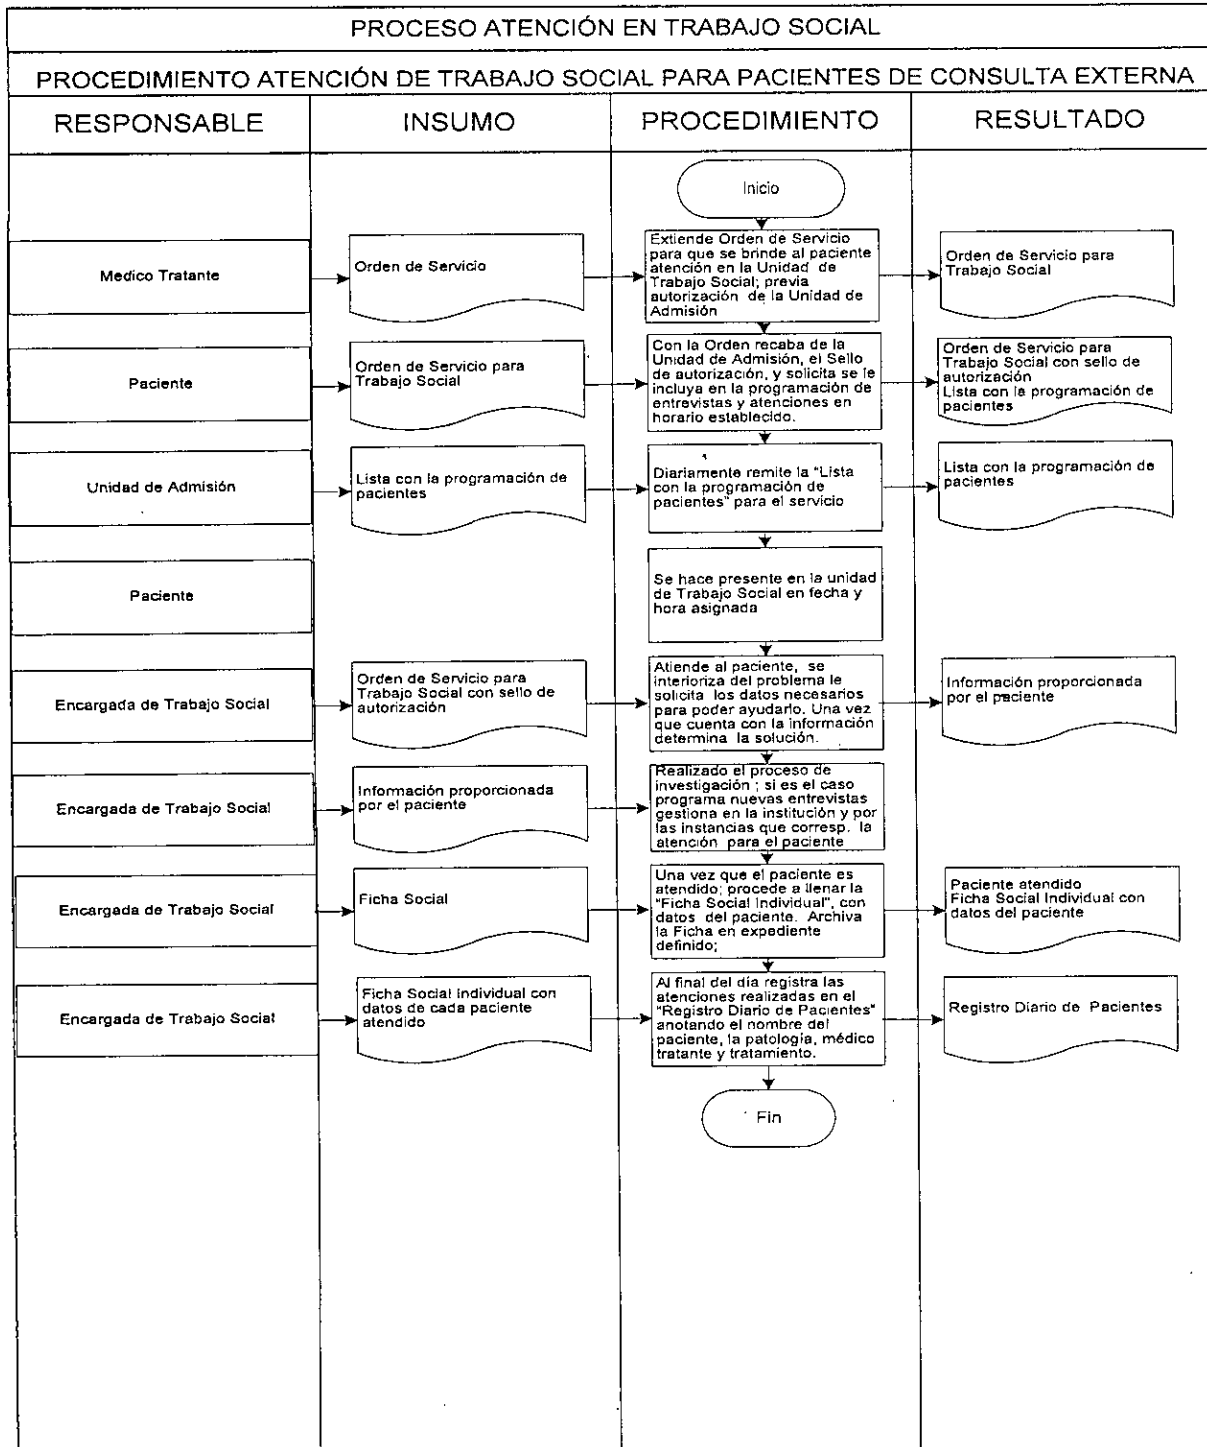 PROCESO ATENCIÓN EN TRABAJO SOCIAL
PROCEDIMIENTO ATENCIÓN DE TRABAJO SOCIAL PARA PACIENTES DE CONSULTA EXTERNA
RESPONSABLE
INSUMO
PROCEDIMIENTO
RESULTADO
Inicio
Medico Tratante
Orden de Servicio
Extiende Orden de Servicio
para que se brinde al paciente
atención en la Unidad de
Trabajo Social; previa
autorización de la Unidad de
Admisión
Orden de Servicio para
Trabajo Social
Paciente
Orden de Servicio para
Trabajo Social
Con la Orden recaba de la
Unidad de Admisión, el Sello
de autorización, y solicita se le
incluya en la programación de
entrevistas y atenciones en
horario establecido.
Orden de Servicio para
Trabajo Social con sello de
autorización
Lista con la programación de
pacientes
Unidad de Admisión
Lista con la programación de
pacientes
Diariamente remite la "Lista
con la programación de
pacientes" para el servicio
Lista con la programación de
pacientes
Paciente
Se hace presente en la unidad
de Trabajo Social en fecha y
hora asignada
Encargada de Trabajo Social
Orden de Servicio para
Trabajo Social con sello de
autorización
Atiende al paciente, se
interioriza del problema le
solicita los datos necesarios
para poder ayudarlo. Una vez
que cuenta con la información
determina la solución.
Información proporcionada
por el paciente
Encargada de Trabajo Social
Información proporcionada
por el paciente
Realizado el proceso de
investigación ; si es el caso
programa nuevas entrevistas
gestiona en la institución y por
las instancias que corresp. la
atención para el paciente
Encargada de Trabajo Social
Ficha Social
Una vez que el paciente es
atendido; procede a llenar la
"Ficha Social Individual", con
datos del paciente. Archiva
la Ficha en expediente
definido;
Paciente atendido
Ficha Social Individual con
datos del paciente
Encargada de Trabajo Social
Ficha Social Individual con
datos de cada paciente
atendido
Al final del día registra las
atenciones realizadas en el
"Registro Diario de Pacientes"
anotando el nombre del
paciente, la patología, médico
tratante y tratamiento.
Registro Diario de Pacientes
Fin